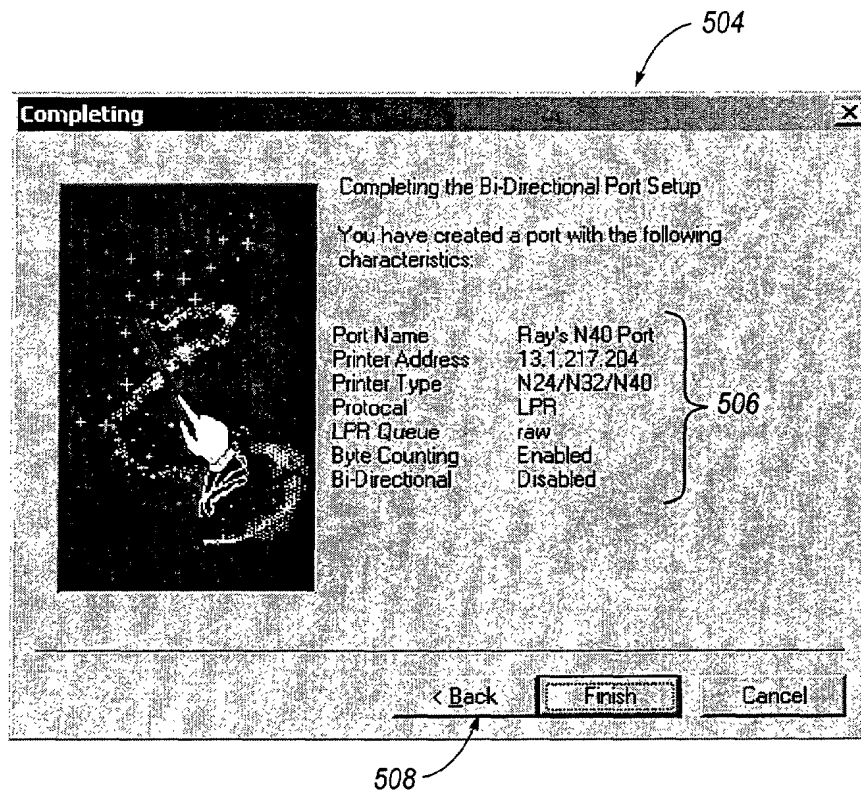 504
Completing
Completing the Bi-Directional Port Setup
You have created a port with the following
characteristics:
Port Name Ray's N40 Port
Printer Address 13.1.217.204
Printer Type N24/N32/N40
Protocal LPR
LPR Queue raw
Byte Counting Enabled
Bi-Directional Disabled
506
< Back Finish Cancel
508